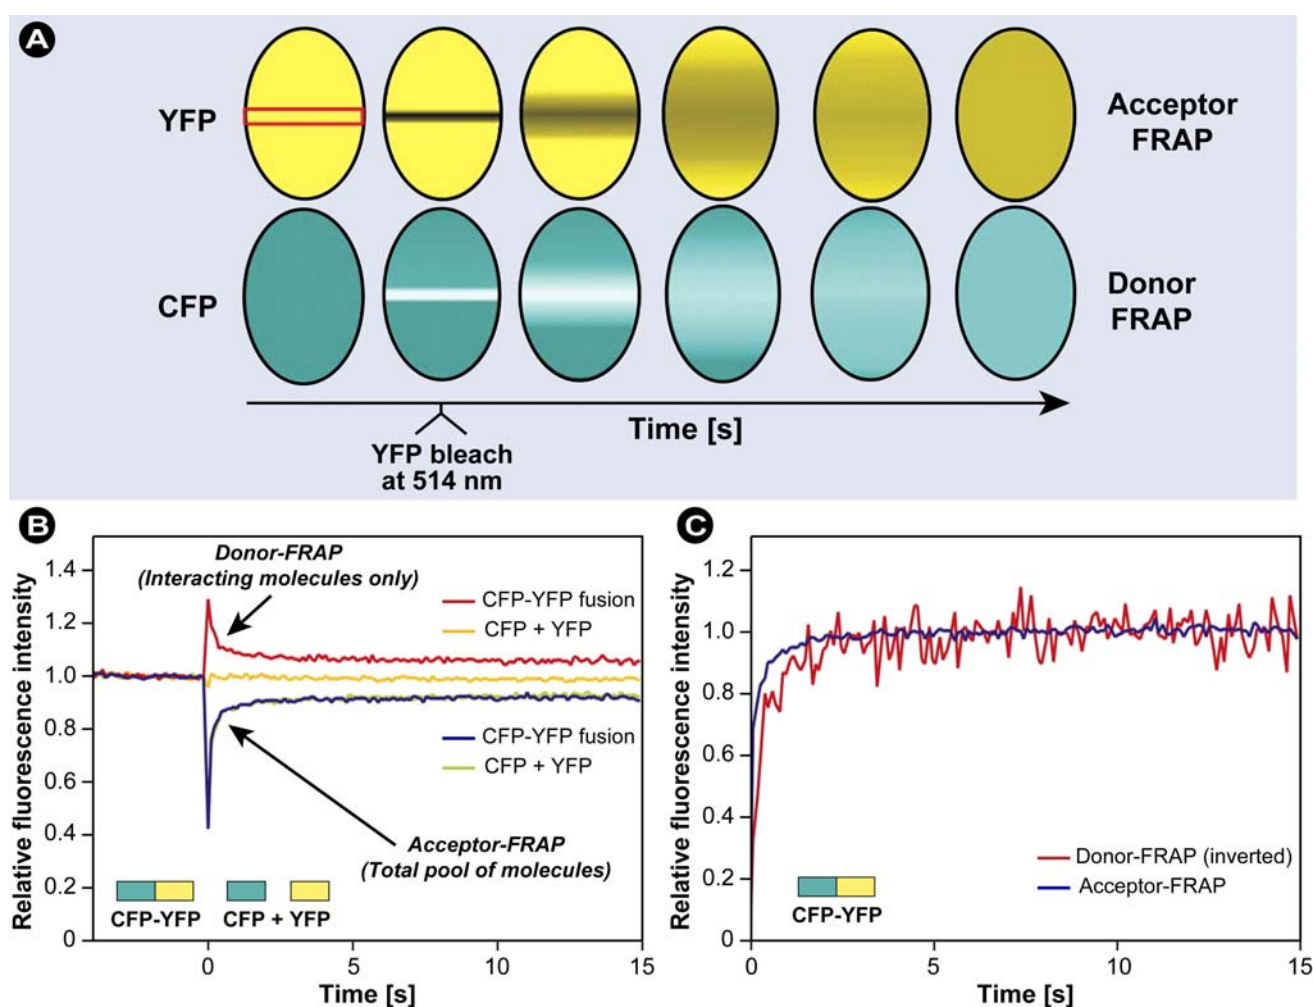 A
YFP
Acceptor
FRAP
CFP
Donor
FRAP
Time [s]
YFP bleach
at 514 nm
B
Relative fluorescence intensity
1.4
1.2
1.0
0.8
0.6
0.4
0.2
0
Donor-FRAP
(Interacting molecules only)
CFP-YFP fusion
CFP + YFP
CFP-YFP fusion
CFP + YFP
Acceptor-FRAP
(Total pool of molecules)
CFP-YFP
CFP + YFP
0
5
10
15
Time [s]
C
Relative fluorescence intensity
1.2
1.0
0.8
0.6
0.4
0.2
0
Donor-FRAP (inverted)
Acceptor-FRAP
CFP-YFP
0
5
10
15
Time [s]